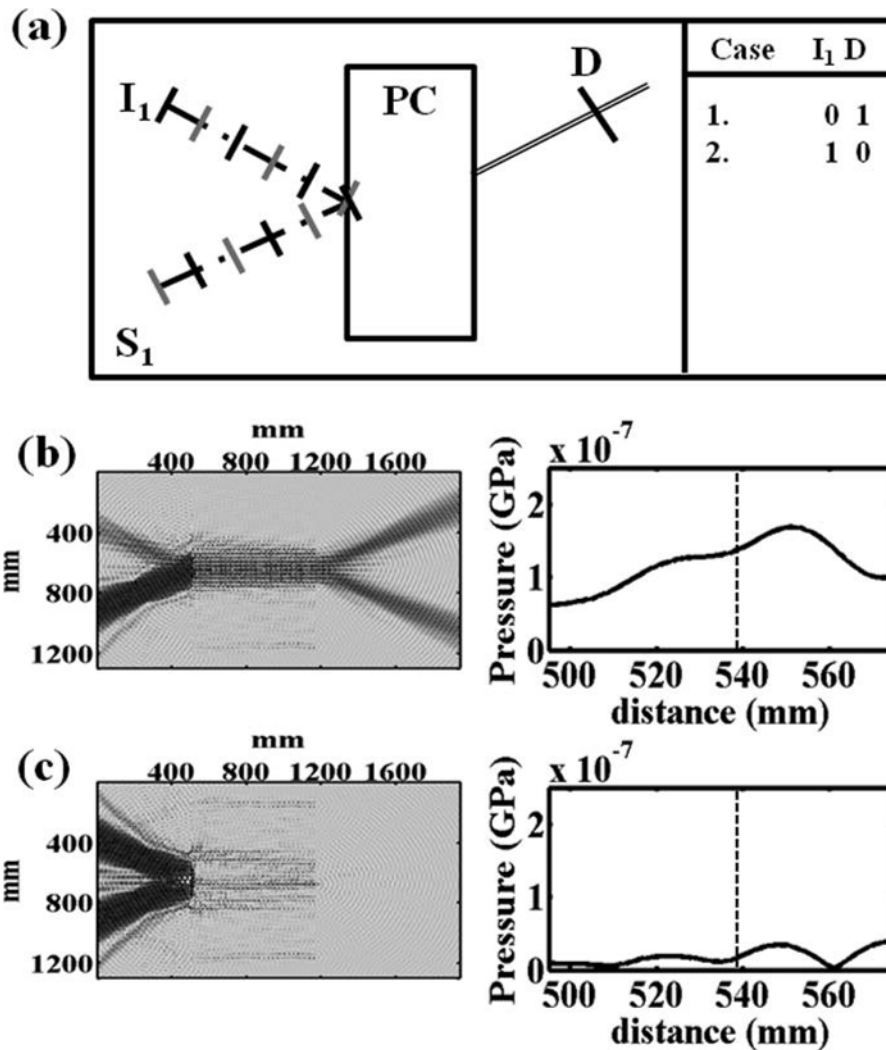 (a)
I₁
PC
D
S₁
Case I₁ D
1. 0 1
2. 1 0
(b)
mm
400 800 1200 1600
mm
400
800
1200
x 10⁻⁷
Pressure (GPa)
2
1
0
500 520 540 560
distance (mm)
(c)
mm
400 800 1200 1600
mm
400
800
1200
x 10⁻⁷
Pressure (GPa)
2
1
0
500 520 540 560
distance (mm)